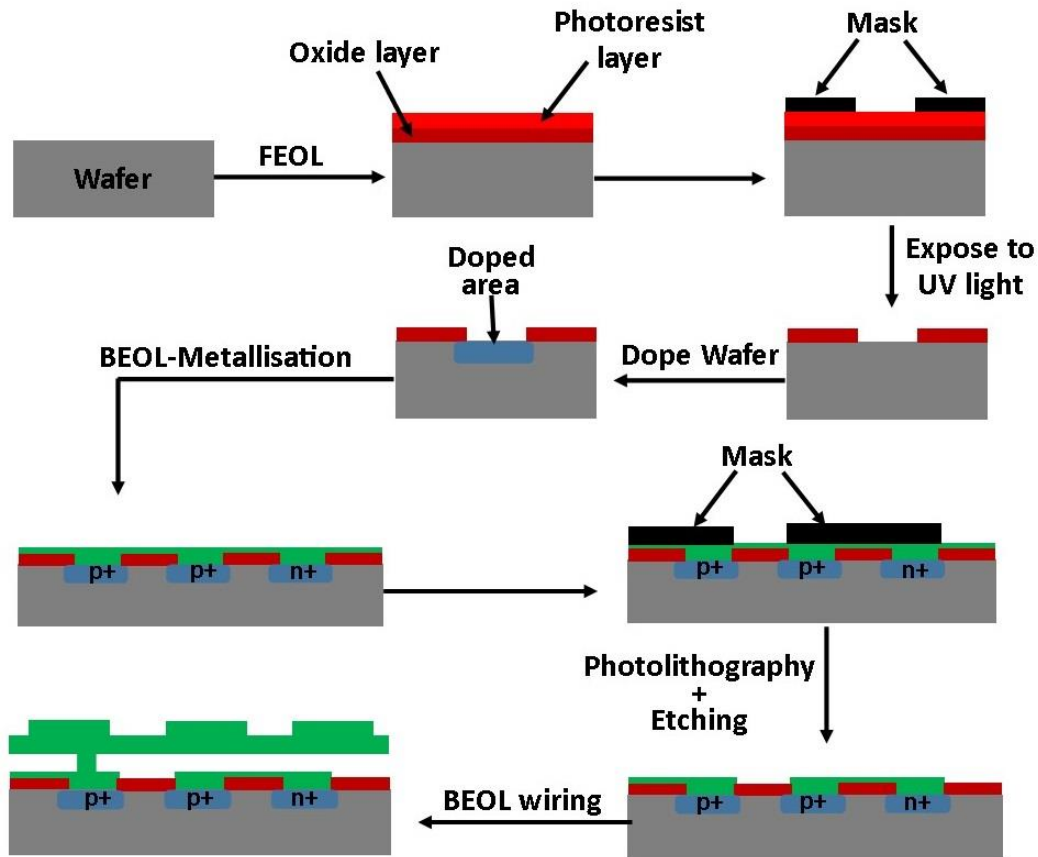 Photoresist
layer
Oxide layer
Mask
Wafer
FEOL
Expose to
UV light
Doped
area
BEOL-Metallisation
Dope Wafer
Mask
p+ p+ n+
p+ p+ n+
Photolithography
+
Etching
p+ p+ n+
BEOL wiring
p+ p+ n+